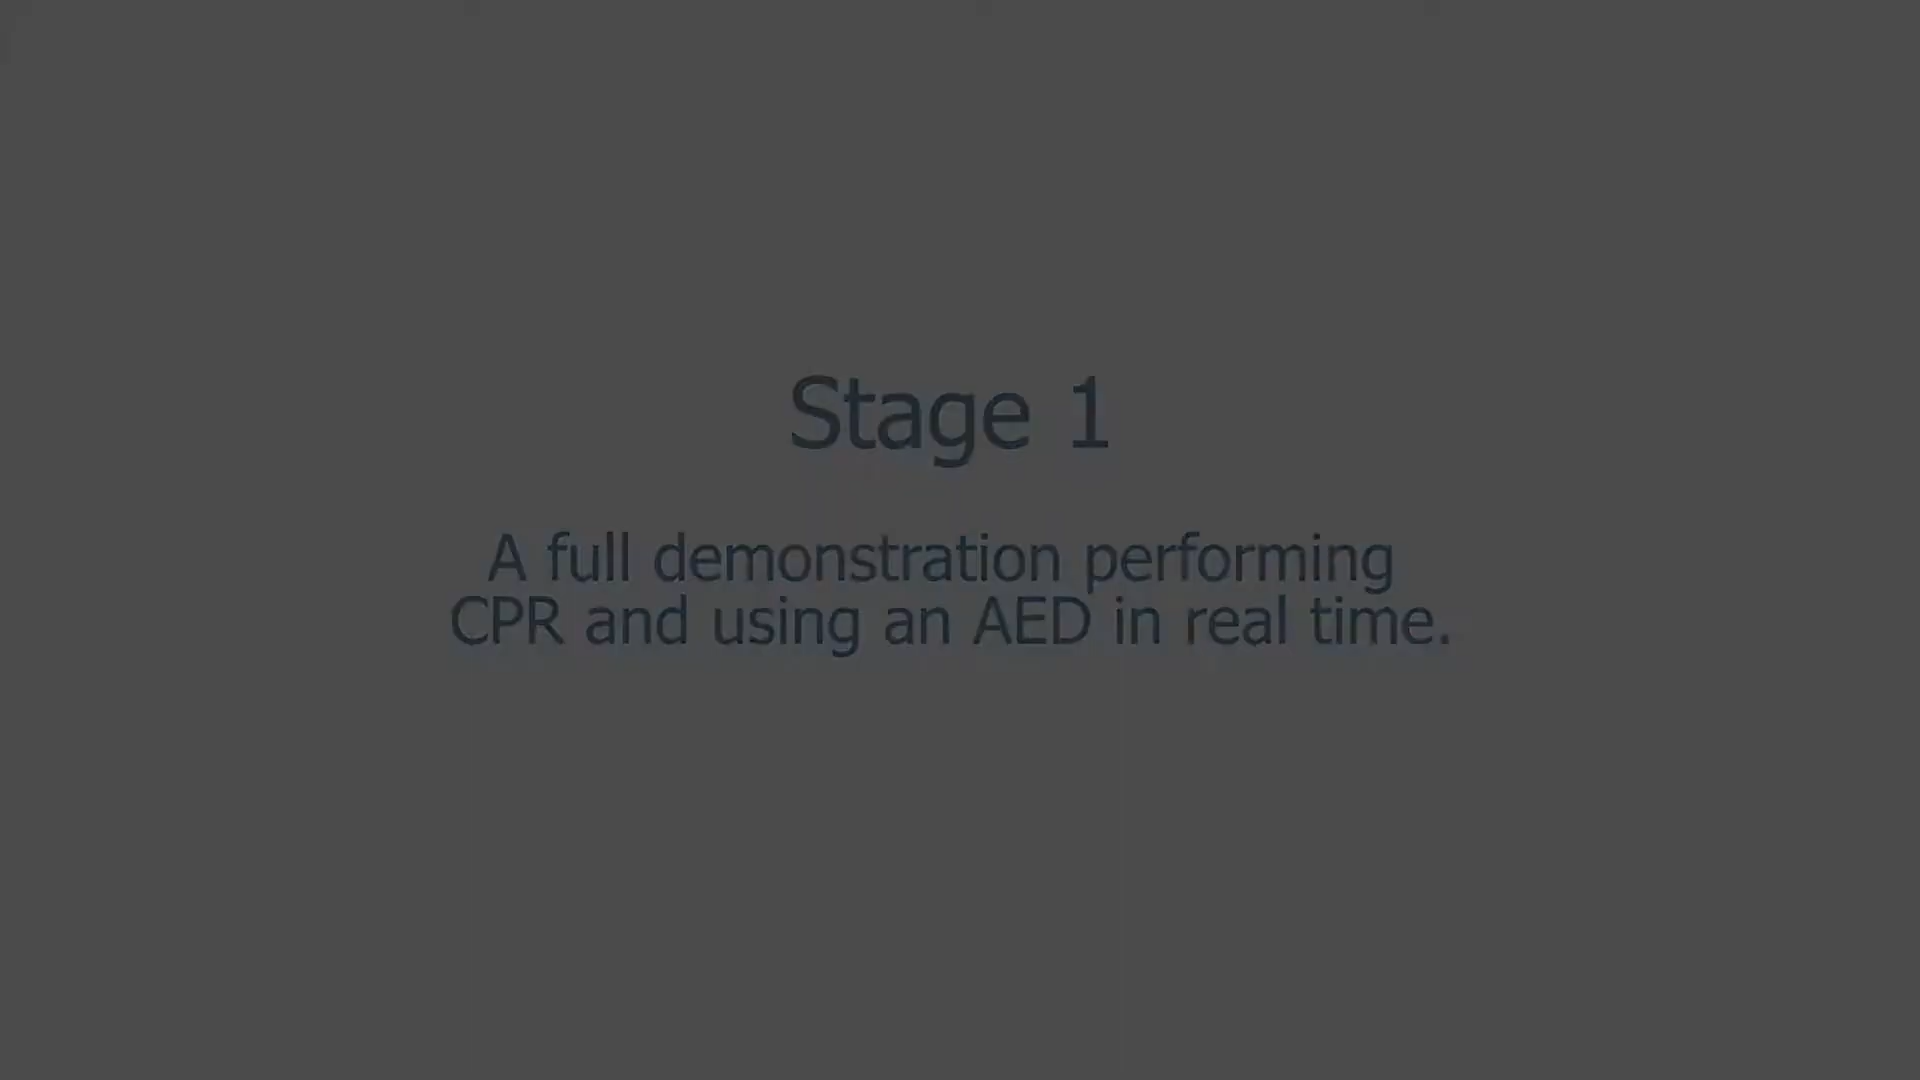 Stage 1
A full demonstration performing
CPR and using an AED in real time.